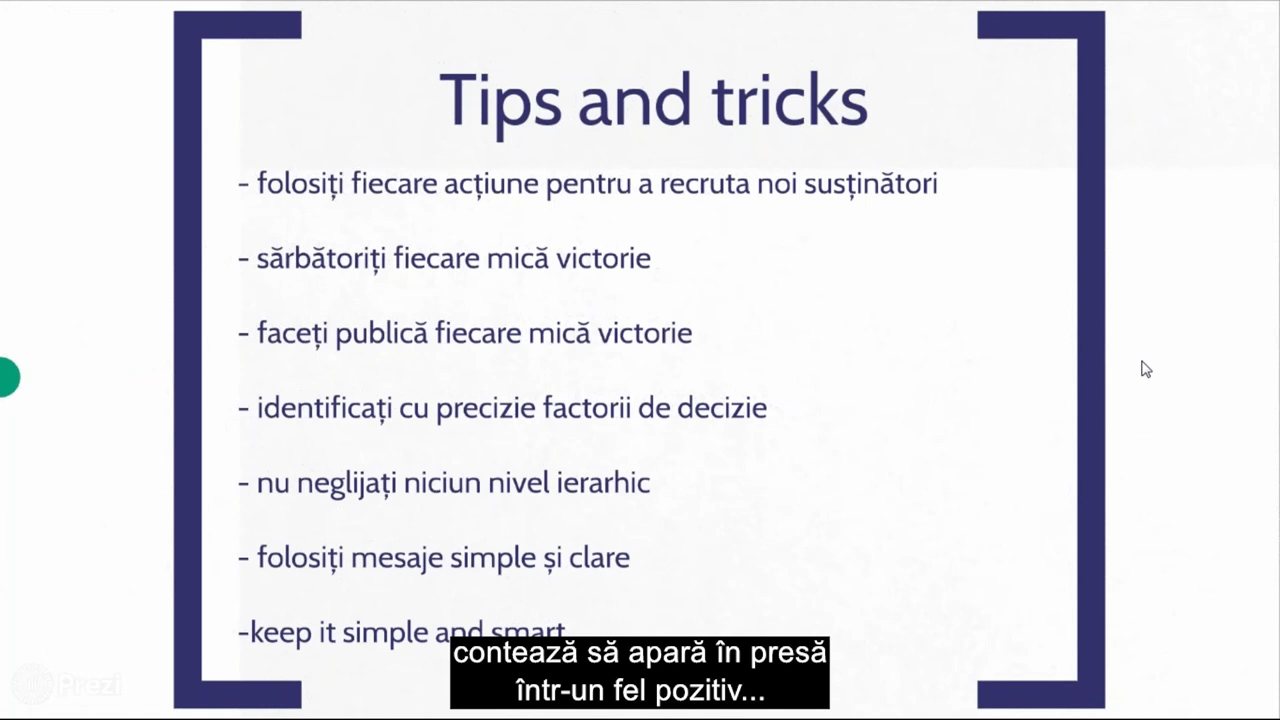 Tips and tricks
- folosiți fiecare acțiune pentru a recruta noi susținători
- sărbătoriți fiecare mică victorie
- faceți publică fiecare mică victorie
- identificați cu precizie factorii de decizie
- nu neglijați niciun nivel ierarhic
- folosiți mesaje simple și clare
-keep it simple and smart
contează să apară în presă
într-un fel pozitiv...
Prezi